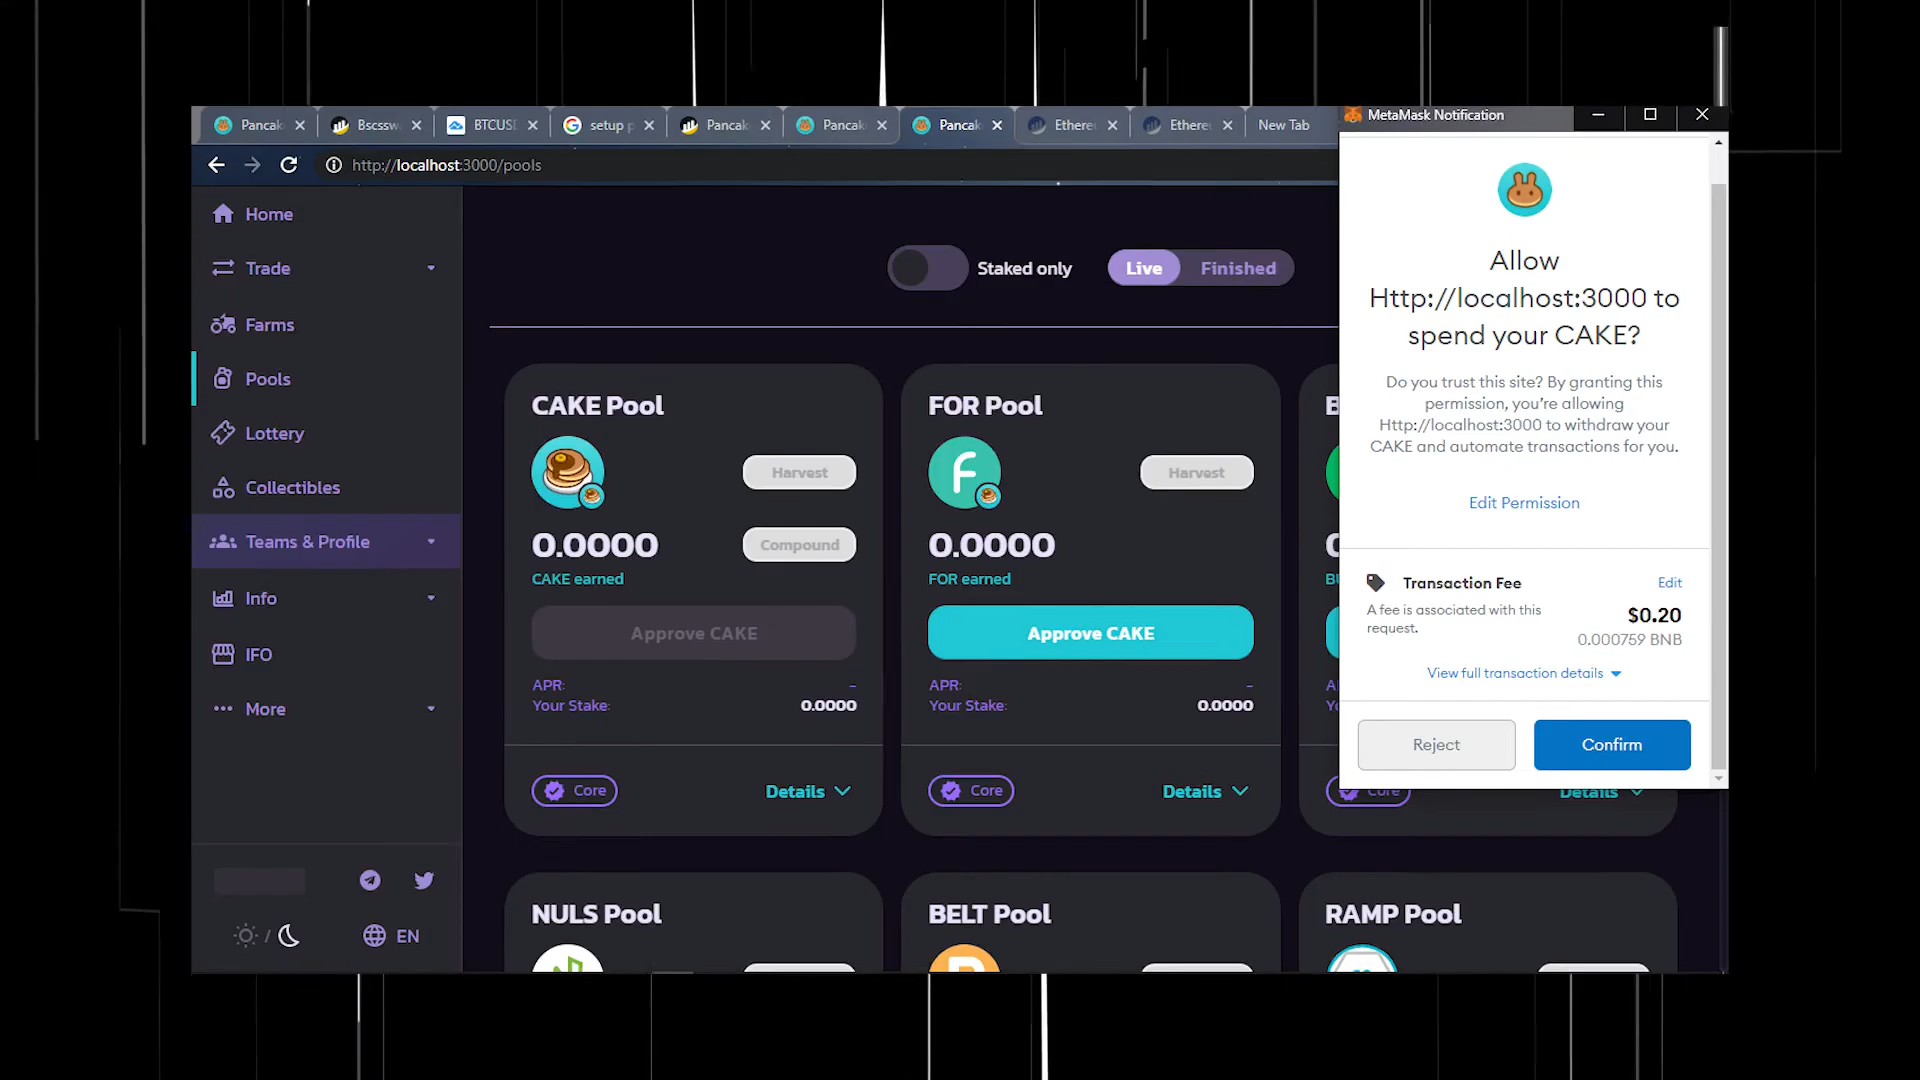 Pancak
Bscssw
BTCUSD
setup p
Pancak
Pancak
Pancak
Ethere
Ethere
New Tab
MetaMask Notification
http://localhost:3000/pools
Home
Trade
Farms
Pools
Lottery
Collectibles
Teams & Profile
Info
IFO
More
EN
Staked only
Live
Finished
CAKE Pool
Harvest
0.0000
Compound
CAKE earned
Approve CAKE
APR:
-
Your Stake:
0.0000
Core
Details
FOR Pool
Harvest
0.0000
FOR earned
Approve CAKE
APR:
-
Your Stake:
0.0000
Core
Details
Core
Details
NULS Pool
BELT Pool
RAMP Pool
Allow
Http://localhost:3000 to
spend your CAKE?
Do you trust this site? By granting this
permission, you're allowing
Http://localhost:3000 to withdraw your
CAKE and automate transactions for you.
Edit Permission
Transaction Fee
Edit
A fee is associated with this
request.
$0.20
0.000759 BNB
View full transaction details
Reject
Confirm